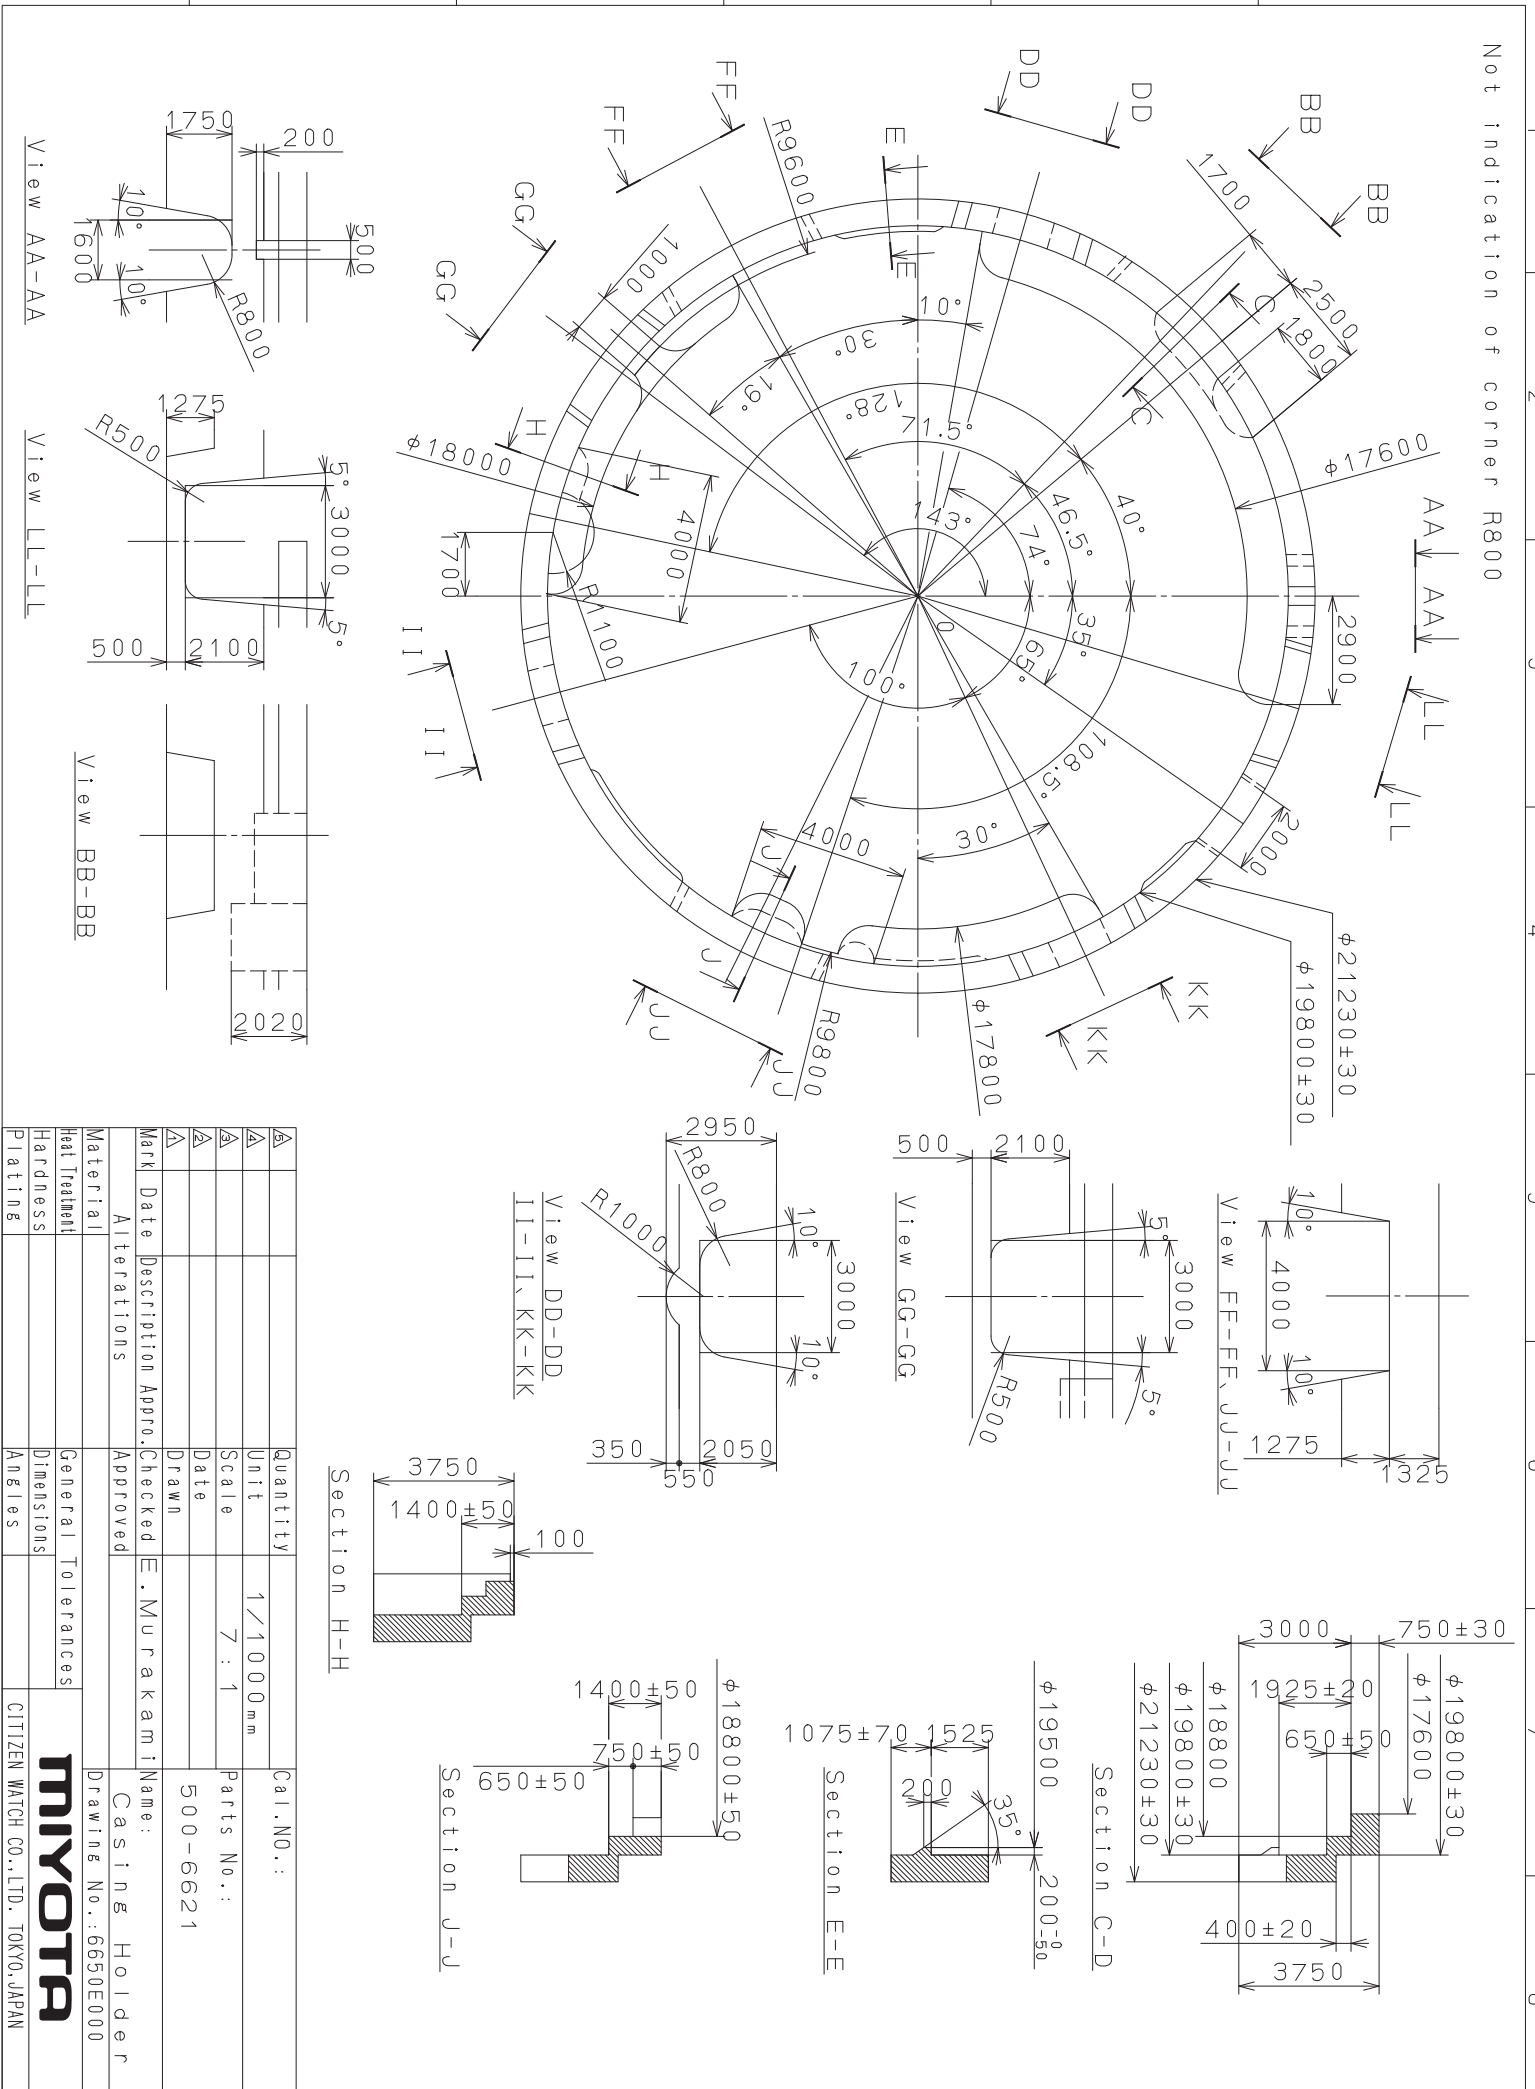 Not indication of corner R800
DD
DD
BB
BB
FF
FF
E
E
GG
GG
C
C
AA
AA
LL
LL
H
H
II
II
J
J
JJ
JJ
KK
KK
R9600
1700
2500
1800
1000
10°
30°
19°
128°
71.5°
46.5°
40°
143°
74°
35°
65°
100°
108.5°
30°
0
φ17600
φ18000
4000
1700
R1100
2900
2000
4000
R9800
φ17800
φ21230±30
φ19800±30
1750
200
500
10°
1600
10°
R800
View AA-AA
1275
R500
5°
3000
5°
500
2100
View LL-LL
2020
View BB-BB
2950
R800
R1000
10°
3000
10°
350
550
2050
View DD-DD
II-II、KK-KK
500
2100
5°
3000
5°
R500
View GG-GG
10°
4000
10°
1275
1325
View FF-FF、JJ-JJ
3750
1400±50
100
Section H-H
1400±50
750±50
650±50
φ18800±50
Section J-J
1075±70
1525
200
35°
φ19500
200-0
-50
Section E-E
3000
750±30
1925±20
650±50
φ19800±30
φ17600
φ18800
φ19800±30
φ21230±30
400±20
3750
Section C-D
5
4
3
2
1
Mark
Date
Description
Appro.
Alterations
Material
Heat Treatment
Hardness
Plating
Quantity
Unit
1/1000mm
Scale
7:1
Date
Drawn
Checked
E.Murakami
Approved
General Tolerances
Dimensions
Angles
Cal.NO.:
Parts No.:
500-6621
Name:
Casing Holder
Drawing No.:6650E000
MIYOTA
CITIZEN WATCH CO.,LTD. TOKYO,JAPAN